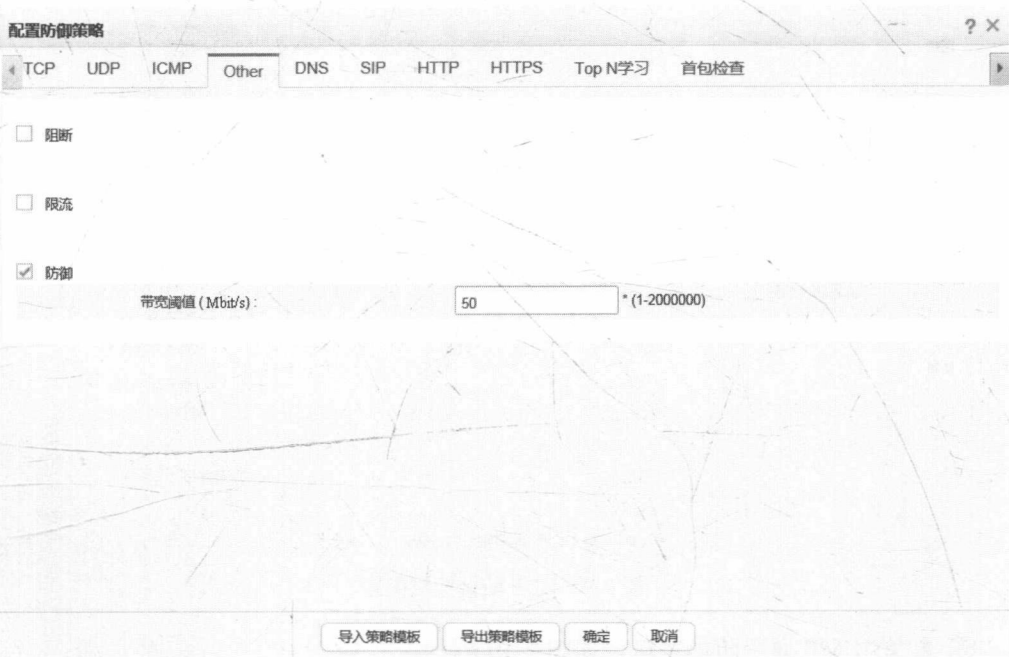 配置防御策略 ? ×
TCP UDP ICMP Other DNS SIP HTTP HTTPS Top N学习 首包检查
阻断
限流
防御
带宽阈值(Mbit/s): 50 * (1-2000000)
导入策略模板 导出策略模板 确定 取消